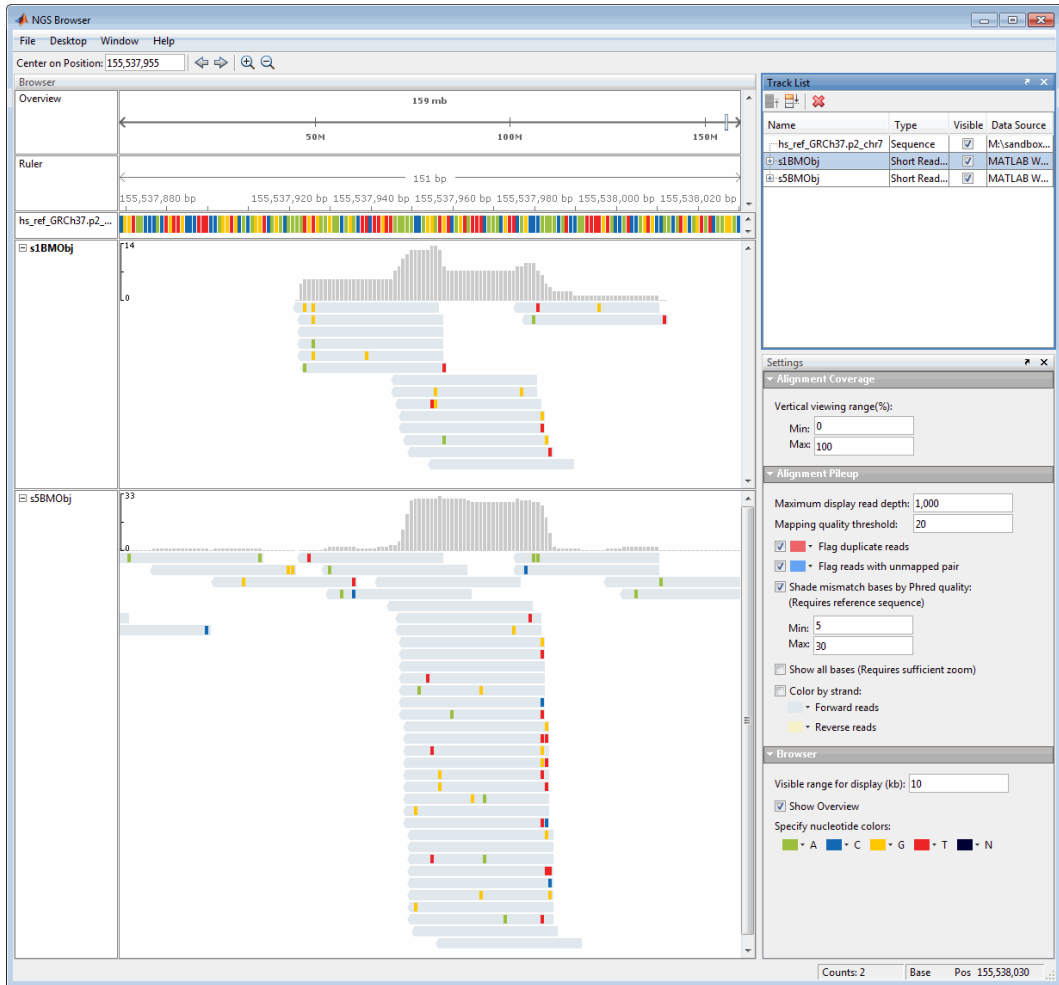 NGS Browser
File Desktop Window Help
Center on Position: 155,537,955
Browser
Overview
159 mb
50M 100M 150M
Ruler
151 bp
155,537,880 bp 155,537,920 bp 155,537,940 bp 155,537,960 bp 155,537,980 bp 155,538,000 bp 155,538,020 bp
hs_ref_GRCh37.p2_...
s1BMObj
14
0
s5BMObj
33
0
Track List
Name Type Visible Data Source
hs_ref_GRCh37.p2_chr7 Sequence M:\sandbox...
s1BMObj Short Read... MATLAB W...
s5BMObj Short Read... MATLAB W...
Settings
Alignment Coverage
Vertical viewing range(%):
Min: 0
Max: 100
Alignment Pileup
Maximum display read depth: 1,000
Mapping quality threshold: 20
Flag duplicate reads
Flag reads with unmapped pair
Shade mismatch bases by Phred quality:
(Requires reference sequence)
Min: 5
Max: 30
Show all bases (Requires sufficient zoom)
Color by strand:
Forward reads
Reverse reads
Browser
Visible range for display (kb): 10
Show Overview
Specify nucleotide colors:
A C G T N
Counts: 2 Base Pos 155,538,030